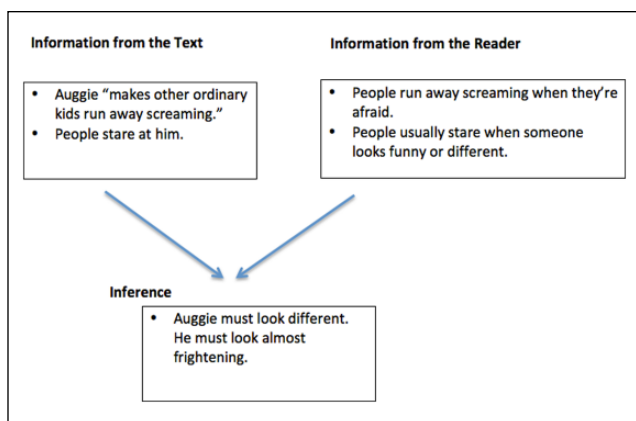 Information from the Text
Information from the Reader
• Auggie “makes other ordinary
kids run away screaming.”
• People stare at him.
• People run away screaming when they’re
afraid.
• People usually stare when someone
looks funny or different.
Inference
• Auggie must look different.
He must look almost
frightening.